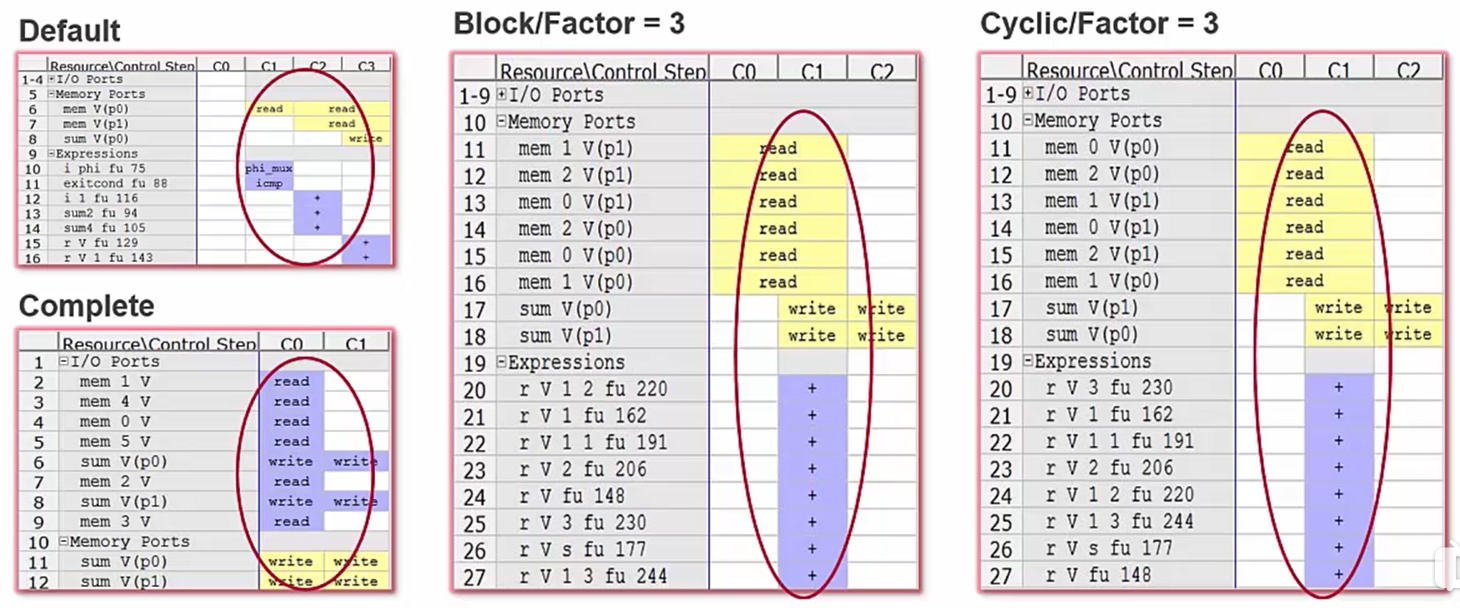 Default
Resource\Control Step C0 C1 C2 C3
1-4 I/O Ports
5 Memory Ports
6 mem V(p0) read read
7 mem V(p1) read
8 sum V(p0) write
9 Expressions
10 i phi fu 75 phi_mux
11 exitcond fu 88 icmp
12 i 1 fu 116 +
13 sum2 fu 94 +
14 sum4 fu 105 +
15 r V fu 129 +
16 r V 1 fu 143 +
Complete
Resource\Control Step C0 C1
1 I/O Ports
2 mem 1 V read
3 mem 4 V read
4 mem 0 V read
5 mem 5 V read
6 sum V(p0) write write
7 mem 2 V read
8 sum V(p1) write write
9 mem 3 V read
10 Memory Ports
11 sum V(p0) write write
12 sum V(p1) write write
Block/Factor = 3
Resource\Control Step C0 C1 C2
1-9 I/O Ports
10 Memory Ports
11 mem 1 V(p1) read
12 mem 2 V(p1) read
13 mem 0 V(p1) read
14 mem 2 V(p0) read
15 mem 0 V(p0) read
16 mem 1 V(p0) read
17 sum V(p0) write write
18 sum V(p1) write write
19 Expressions
20 r V 1 2 fu 220 +
21 r V 1 fu 162 +
22 r V 1 1 fu 191 +
23 r V 2 fu 206 +
24 r V fu 148 +
25 r V 3 fu 230 +
26 r V s fu 177 +
27 r V 1 3 fu 244 +
Cyclic/Factor = 3
Resource\Control Step C0 C1 C2
1-9 I/O Ports
10 Memory Ports
11 mem 0 V(p0) read
12 mem 2 V(p0) read
13 mem 1 V(p1) read
14 mem 0 V(p1) read
15 mem 2 V(p1) read
16 mem 1 V(p0) read
17 sum V(p1) write write
18 sum V(p0) write write
19 Expressions
20 r V 3 fu 230 +
21 r V 1 fu 162 +
22 r V 1 1 fu 191 +
23 r V 2 fu 206 +
24 r V 1 2 fu 220 +
25 r V 1 3 fu 244 +
26 r V s fu 177 +
27 r V fu 148 +